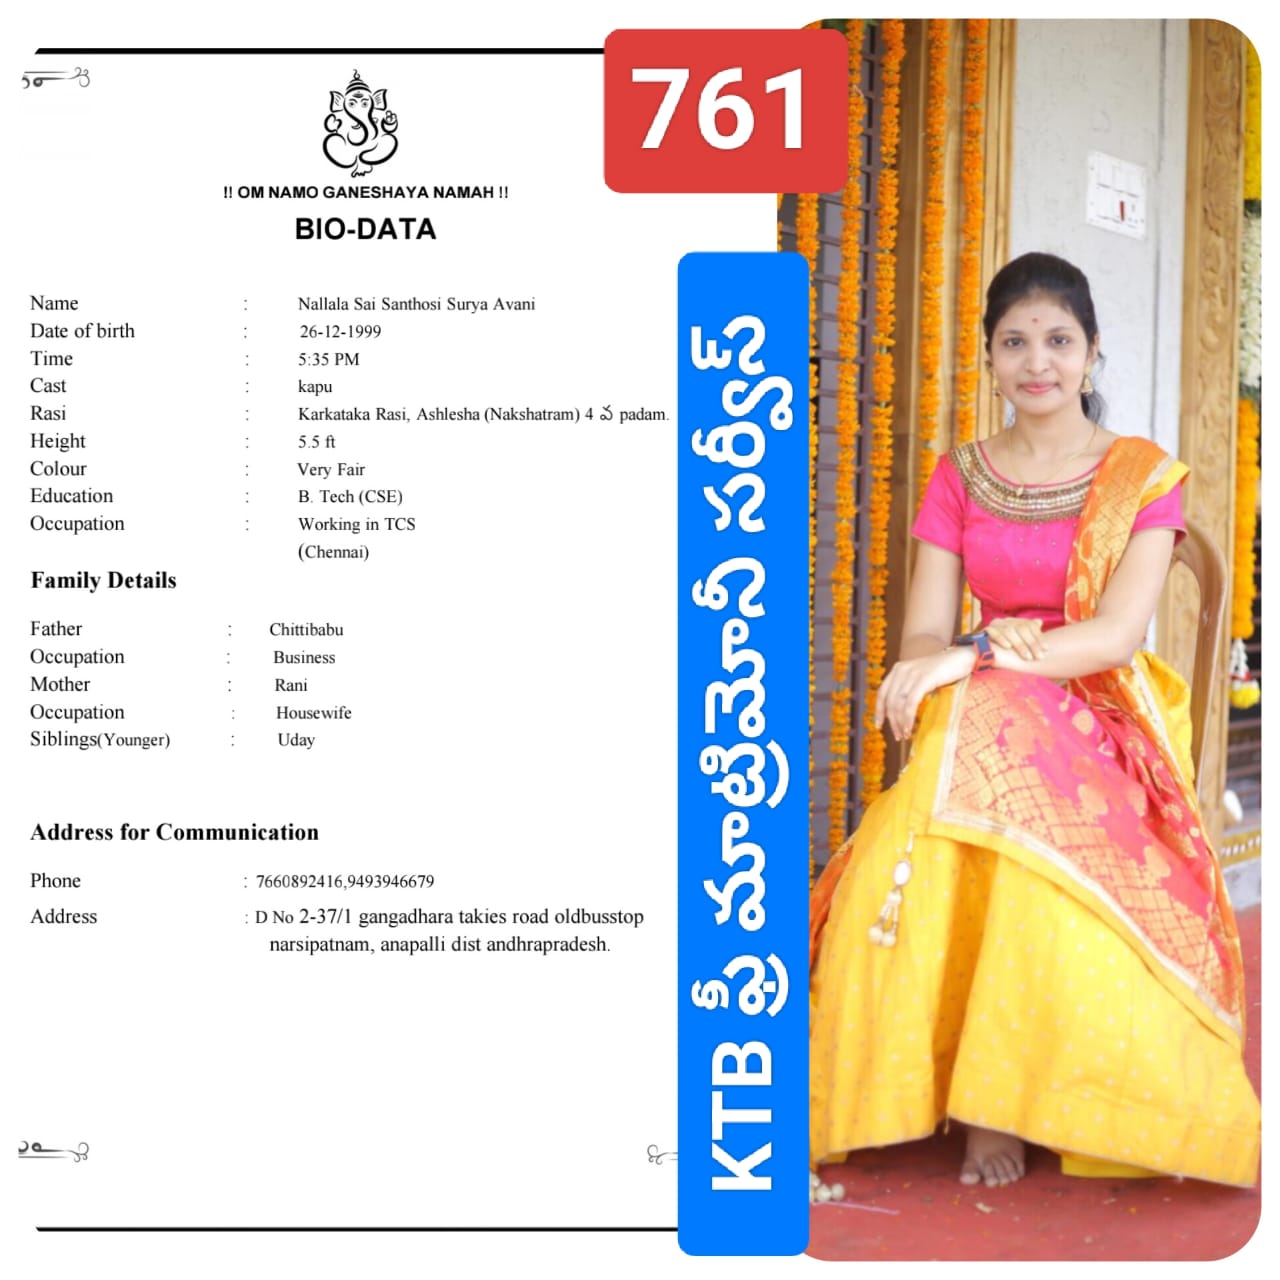 761
!! OM NAMO GANESHAYA NAMAH !!
BIO-DATA
Name : Nallala Sai Santhosi Surya Avani
Date of birth : 26-12-1999
Time : 5:35 PM
Cast : kapu
Rasi : Karkataka Rasi, Ashlesha (Nakshatram) 4 వ padam.
Height : 5.5 ft
Colour : Very Fair
Education : B. Tech (CSE)
Occupation : Working in TCS
(Chennai)
Family Details
Father : Chittibabu
Occupation : Business
Mother : Rani
Occupation : Housewife
Siblings(Younger) : Uday
Address for Communication
Phone : 7660892416,9493946679
Address : D No 2-37/1 gangadhara takies road oldbusstop
narsipatnam, anapalli dist andhrapradesh.
KTB ఫ్రీ మాట్రిమోనీ సర్వీస్